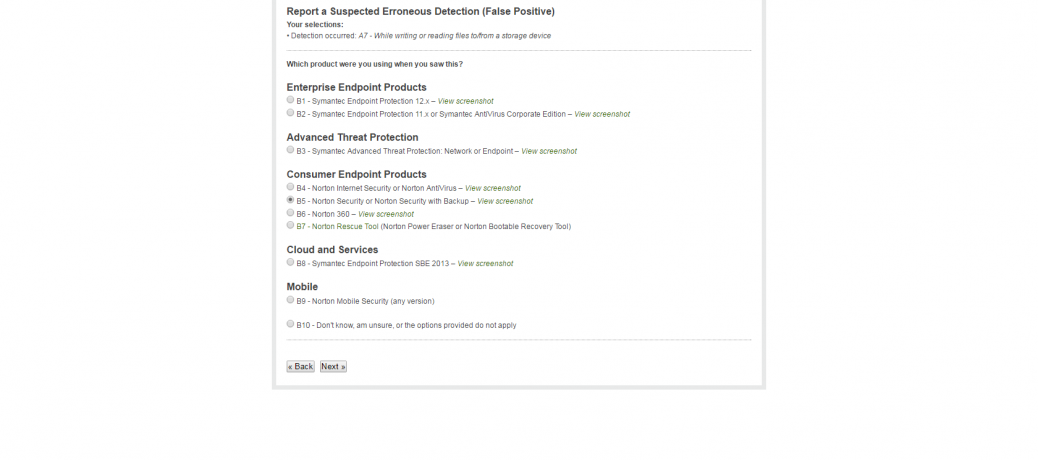 Report a Suspected Erroneous Detection (False Positive)
Your selections:
• Detection occurred: A7 - While writing or reading files to/from a storage device
Which product were you using when you saw this?
Enterprise Endpoint Products
B1 - Symantec Endpoint Protection 12.x – View screenshot
B2 - Symantec Endpoint Protection 11.x or Symantec AntiVirus Corporate Edition – View screenshot
Advanced Threat Protection
B3 - Symantec Advanced Threat Protection: Network or Endpoint – View screenshot
Consumer Endpoint Products
B4 - Norton Internet Security or Norton AntiVirus – View screenshot
B5 - Norton Security or Norton Security with Backup – View screenshot
B6 - Norton 360 – View screenshot
B7 - Norton Rescue Tool (Norton Power Eraser or Norton Bootable Recovery Tool)
Cloud and Services
B8 - Symantec Endpoint Protection SBE 2013 – View screenshot
Mobile
B9 - Norton Mobile Security (any version)
B10 - Don't know, am unsure, or the options provided do not apply
« Back Next »